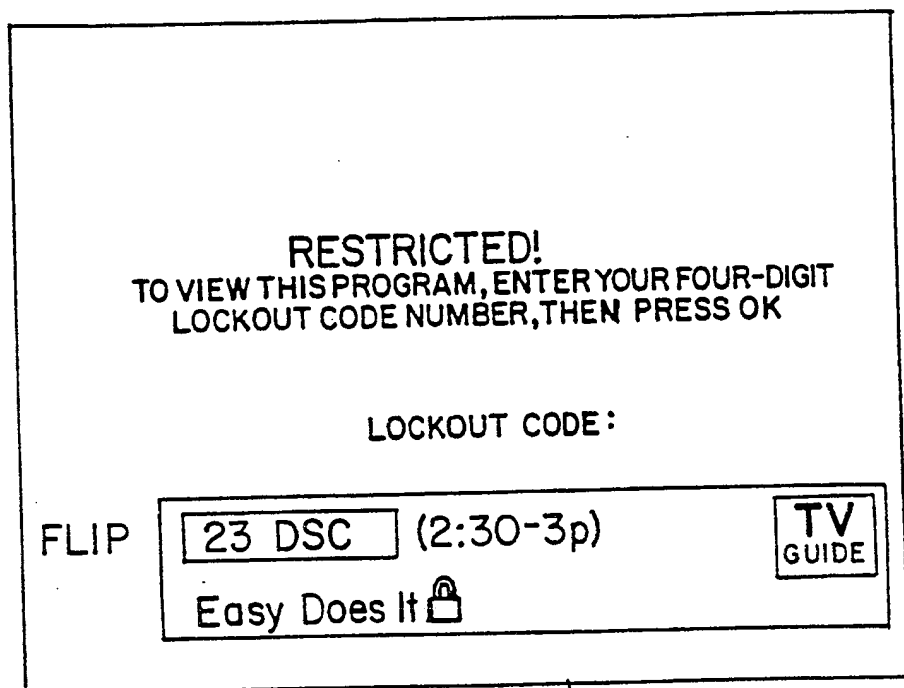 RESTRICTED!
TO VIEW THIS PROGRAM, ENTER YOUR FOUR-DIGIT
LOCKOUT CODE NUMBER, THEN PRESS OK
LOCKOUT CODE:
FLIP
23 DSC (2:30-3p)
TV
GUIDE
Easy Does It